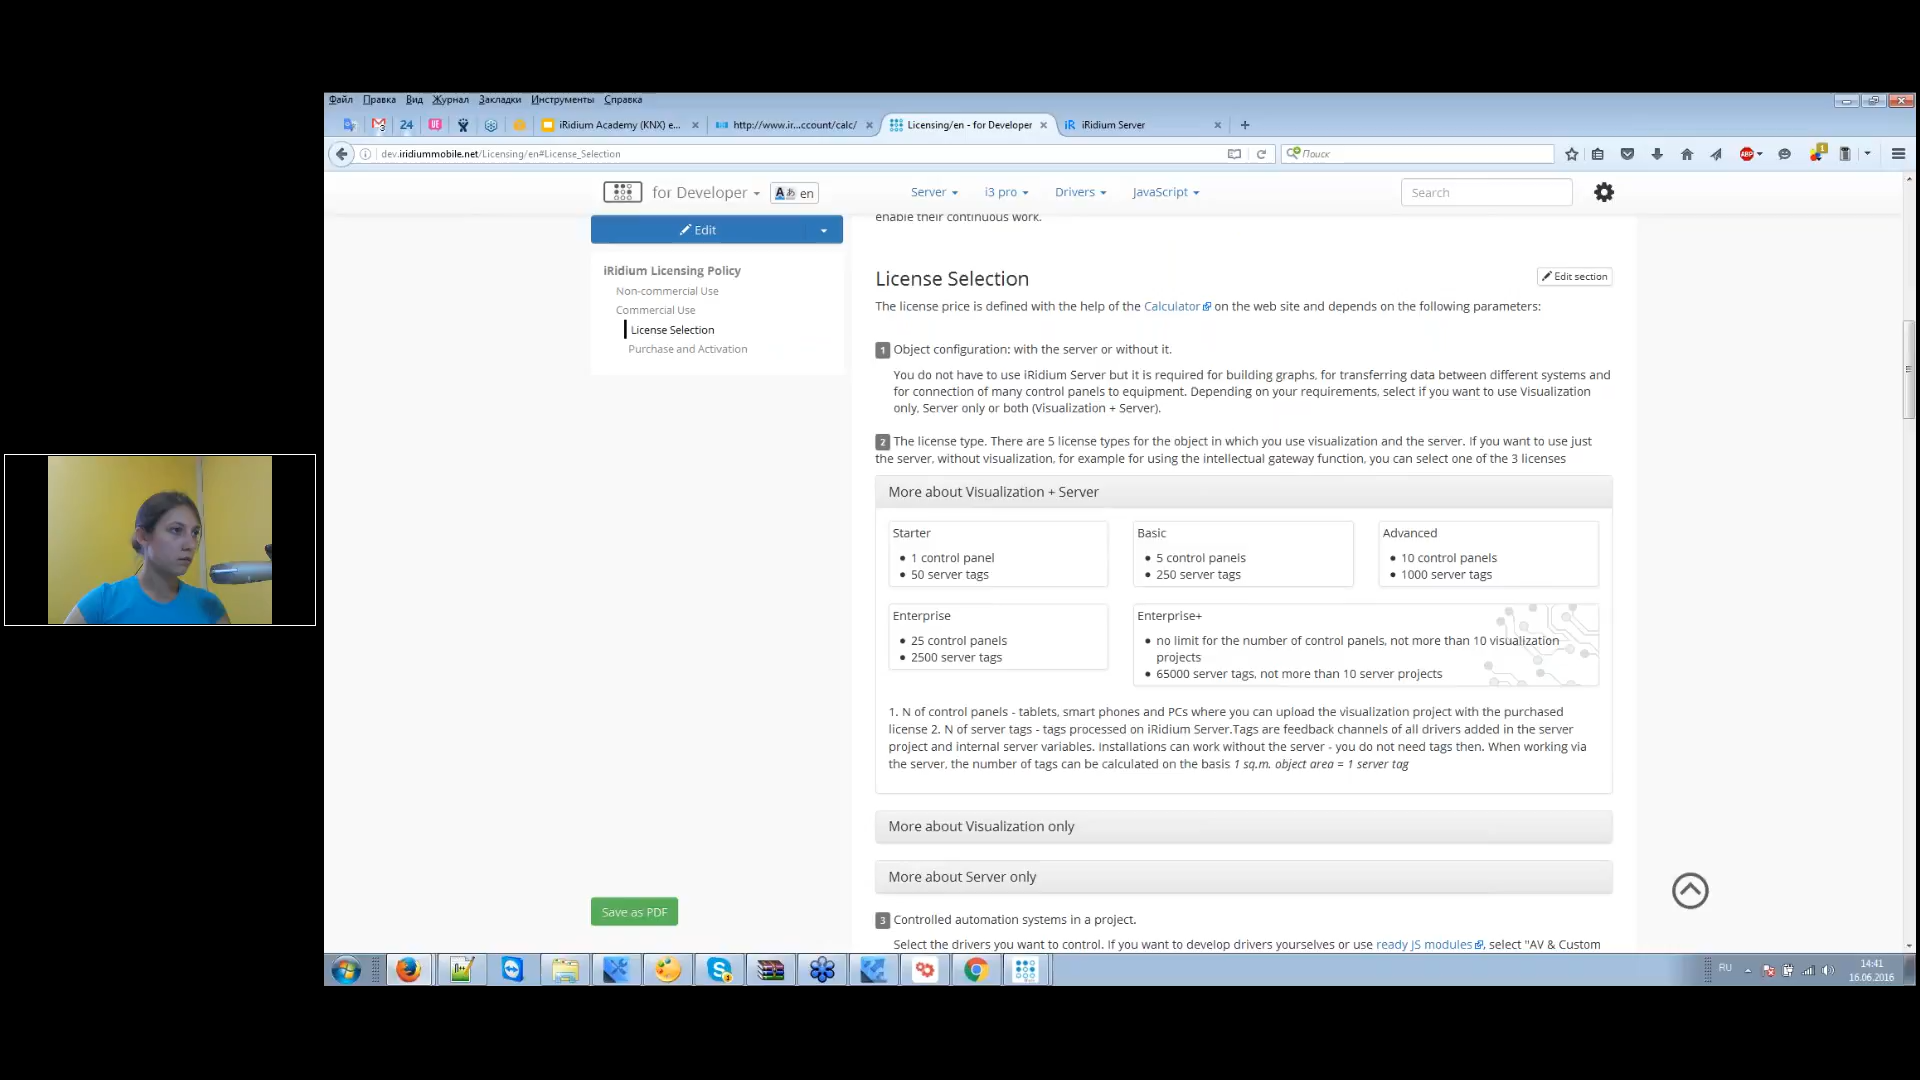 Файл Правка Вид Журнал Закладки Инструменты Справка
24 iRidium Academy (KNX) e... × http://www.ir...ccount/calc/ × Licensing/en - for Developer × iR iRidium Server × +
dev.iridiummobile.net/Licensing/en#License_Selection Поиск ABP 1
for Developer en Server i3 pro Drivers JavaScript Search
enable their continuous work.
Edit
iRidium Licensing Policy
Non-commercial Use
Commercial Use
License Selection
Purchase and Activation
License Selection Edit section
The license price is defined with the help of the Calculator on the web site and depends on the following parameters:
1 Object configuration: with the server or without it.
You do not have to use iRidium Server but it is required for building graphs, for transferring data between different systems and
for connection of many control panels to equipment. Depending on your requirements, select if you want to use Visualization
only, Server only or both (Visualization + Server).
2 The license type. There are 5 license types for the object in which you use visualization and the server. If you want to use just
the server, without visualization, for example for using the intellectual gateway function, you can select one of the 3 licenses
More about Visualization + Server
Starter
• 1 control panel
• 50 server tags
Basic
• 5 control panels
• 250 server tags
Advanced
• 10 control panels
• 1000 server tags
Enterprise
• 25 control panels
• 2500 server tags
Enterprise+
• no limit for the number of control panels, not more than 10 visualization
projects
• 65000 server tags, not more than 10 server projects
1. N of control panels - tablets, smart phones and PCs where you can upload the visualization project with the purchased
license 2. N of server tags - tags processed on iRidium Server.Tags are feedback channels of all drivers added in the server
project and internal server variables. Installations can work without the server - you do not need tags then. When working via
the server, the number of tags can be calculated on the basis 1 sq.m. object area = 1 server tag
More about Visualization only
More about Server only
3 Controlled automation systems in a project.
Select the drivers you want to control. If you want to develop drivers yourselves or use ready JS modules, select "AV & Custom
Save as PDF
RU 14:41
16.06.2016